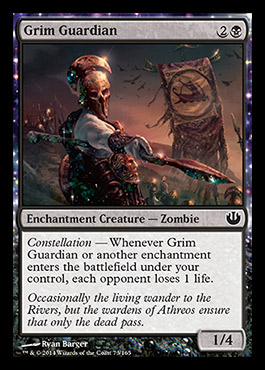 Grim Guardian 2
Enchantment Creature — Zombie
Constellation — Whenever Grim
Guardian or another enchantment
enters the battlefield under your
control, each opponent loses 1 life.
Occasionally the living wander to the
Rivers, but the wardens of Athreos ensure
that only the dead pass.
1/4
Ryan Barger
™ & © 2014 Wizards of the Coast 73/165